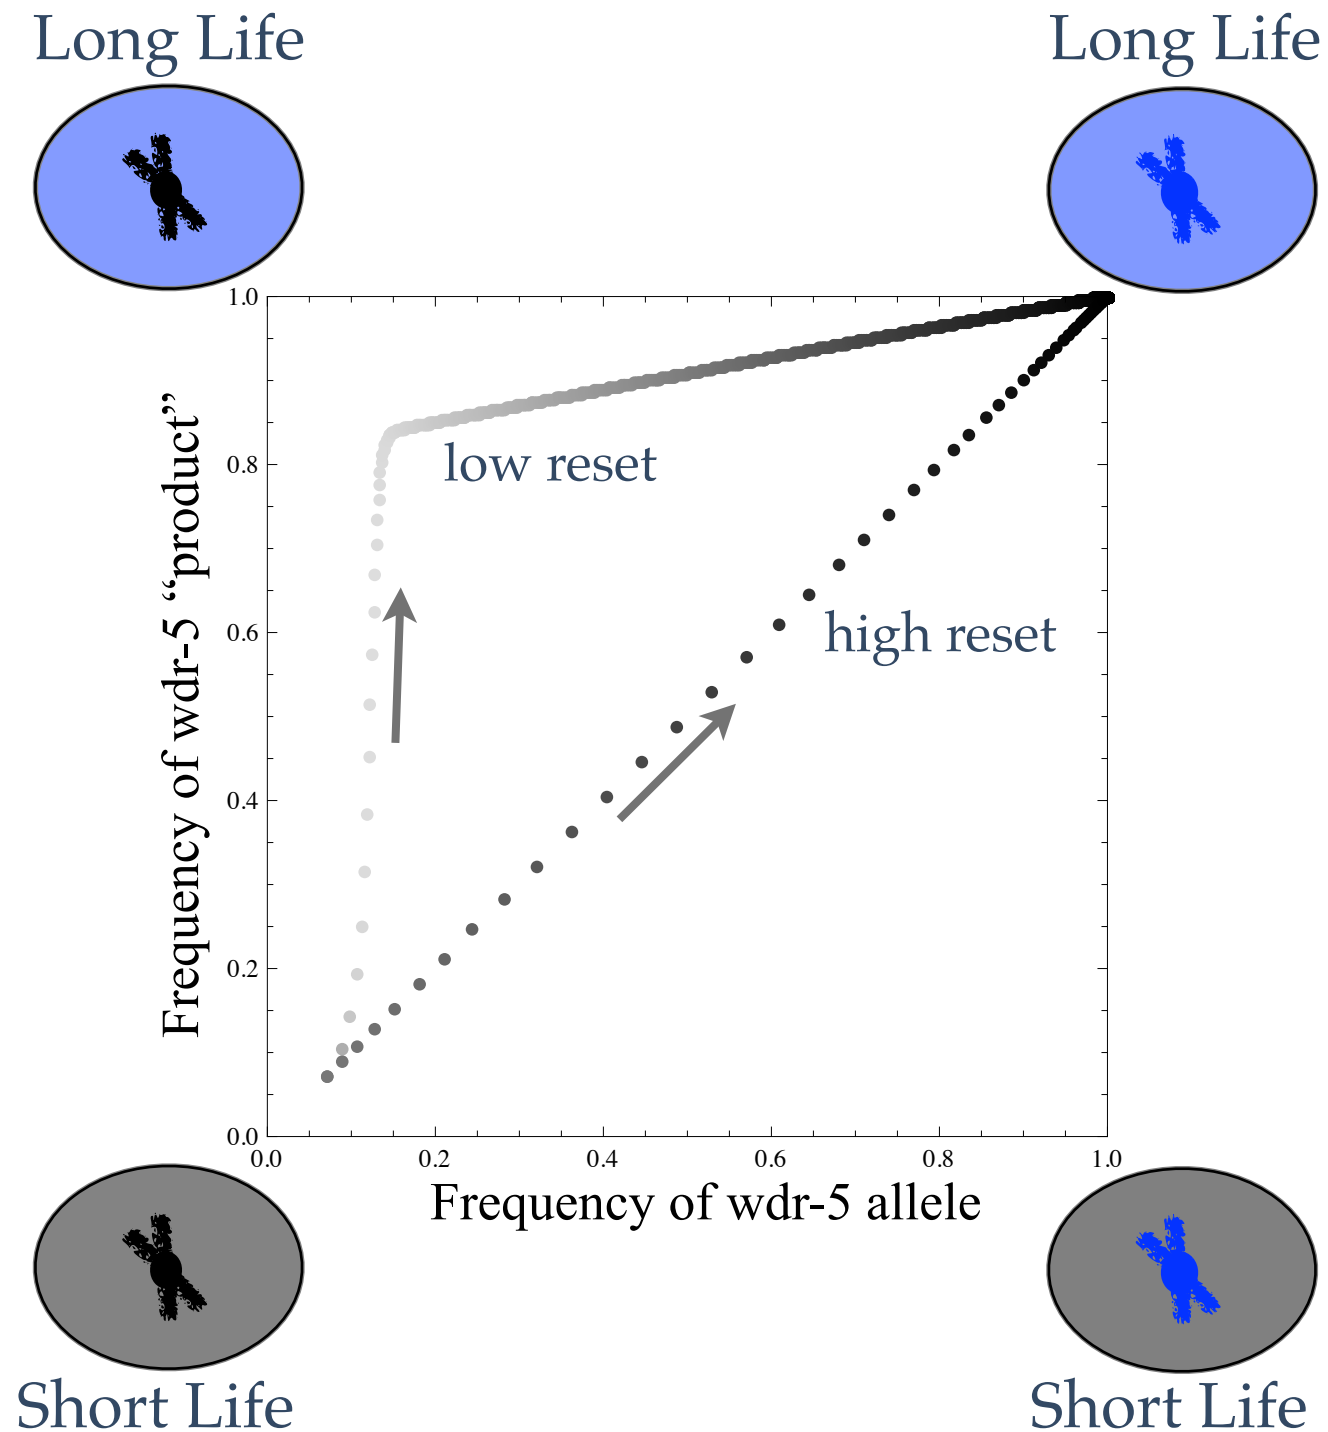 Long Life
Long Life
Frequency of wdr-5 “product”
1.0
0.8
0.6
0.4
0.2
0.0
low reset
high reset
0.0
0.2
0.4
0.6
0.8
1.0
Frequency of wdr-5 allele
Short Life
Short Life